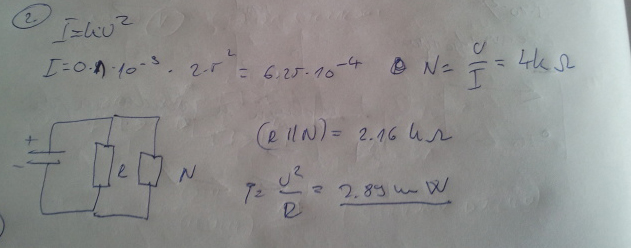 2.
I=kU²
I=0.1·10⁻³ · 2.5² = 6.25·10⁻⁴ N= U/I = 4kΩ
(R||N)= 2.16 kΩ
+
-
R N
P= U²/R = 2.89 mW